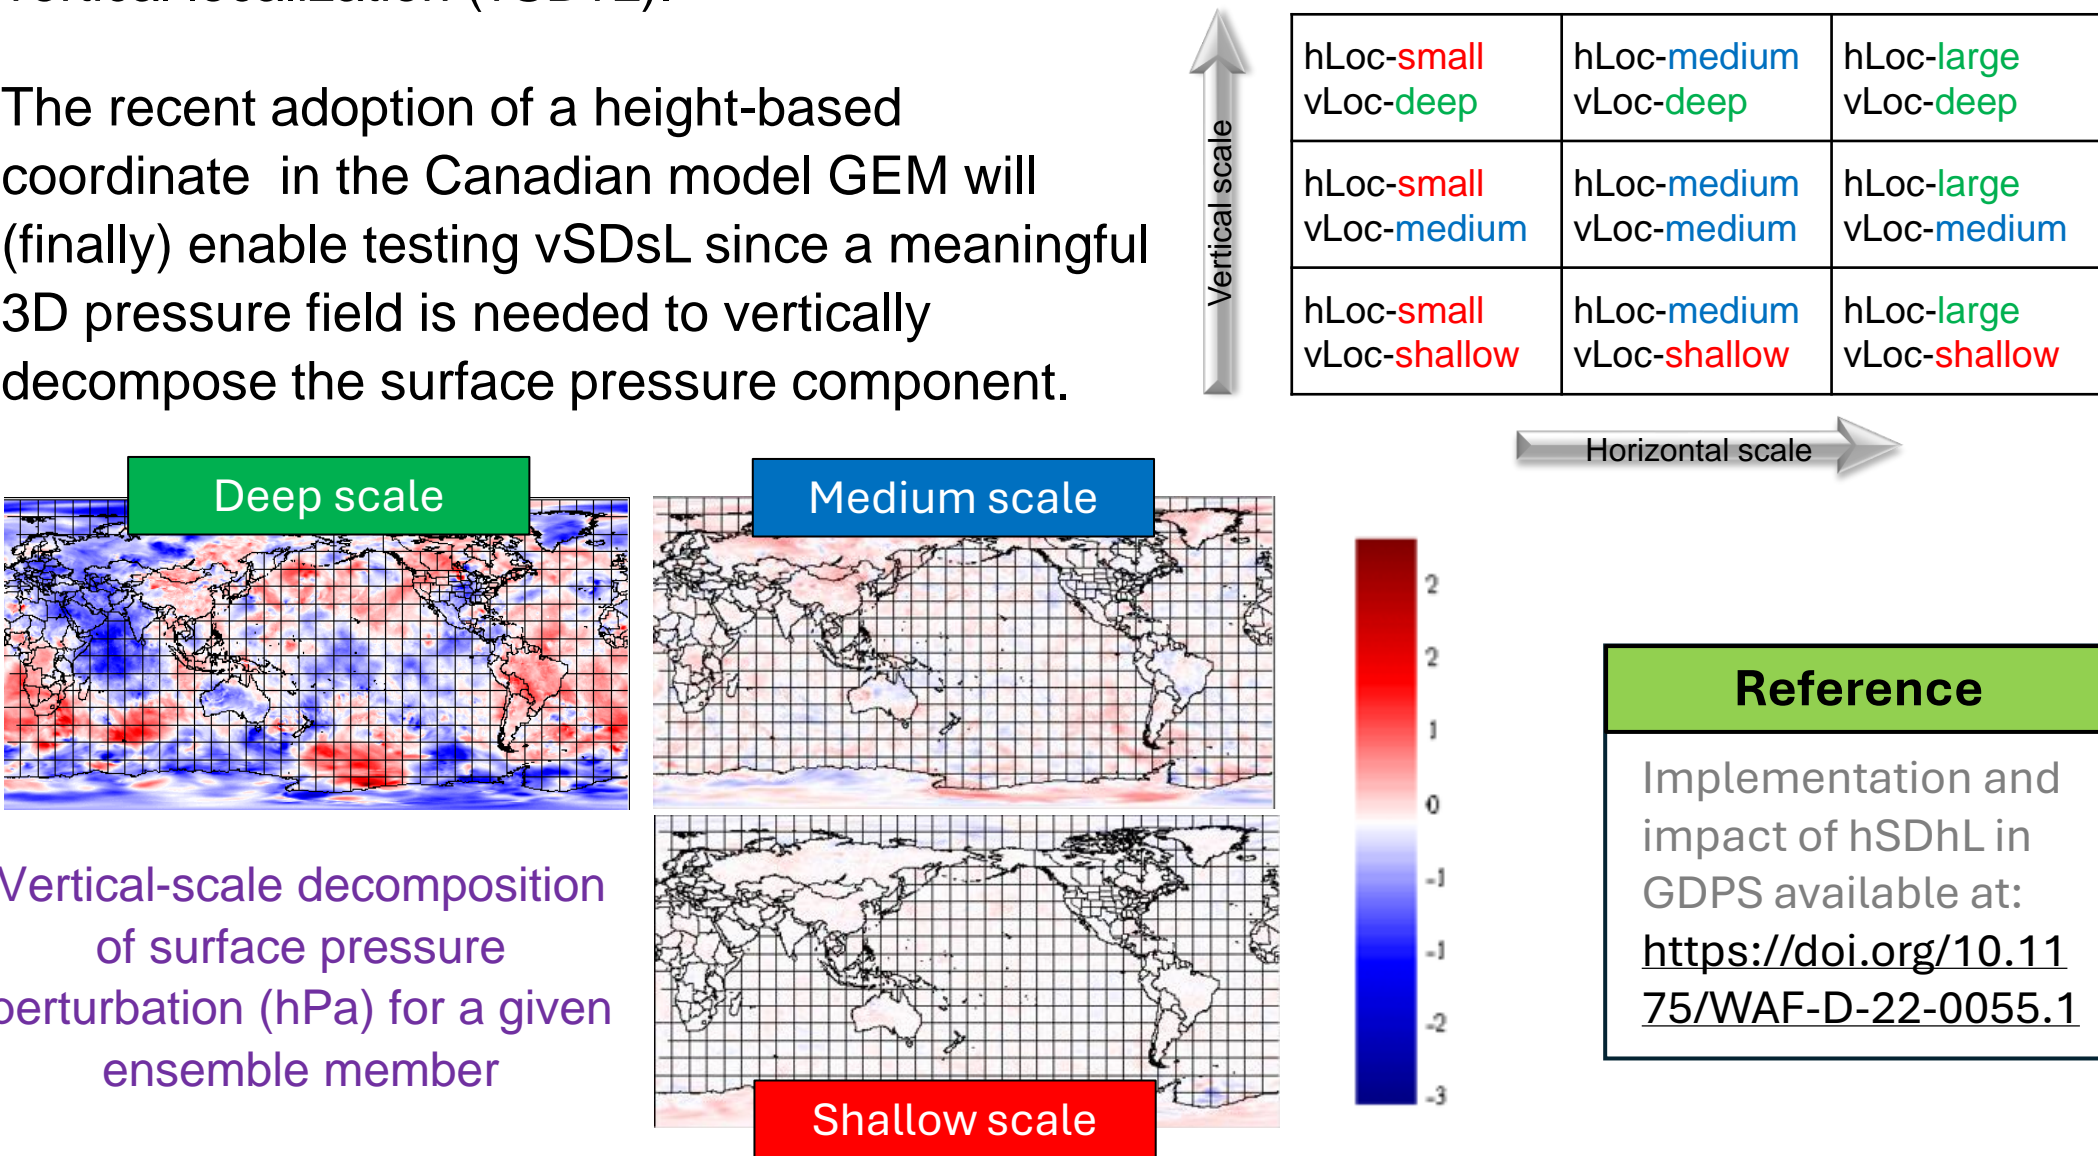 The recent adoption of a height-based
coordinate in the Canadian model GEM will
(finally) enable testing vSDsL since a meaningful
3D pressure field is needed to vertically
decompose the surface pressure component.
Vertical scale
hLoc-small
vLoc-deep
hLoc-medium
vLoc-deep
hLoc-large
vLoc-deep
hLoc-small
vLoc-medium
hLoc-medium
vLoc-medium
hLoc-large
vLoc-medium
hLoc-small
vLoc-shallow
hLoc-medium
vLoc-shallow
hLoc-large
vLoc-shallow
Horizontal scale
Deep scale
Medium scale
Shallow scale
Vertical-scale decomposition
of surface pressure
perturbation (hPa) for a given
ensemble member
2
2
1
0
-1
-1
-2
-3
Reference
Implementation and
impact of hSDhL in
GDPS available at:
https://doi.org/10.11
75/WAF-D-22-0055.1